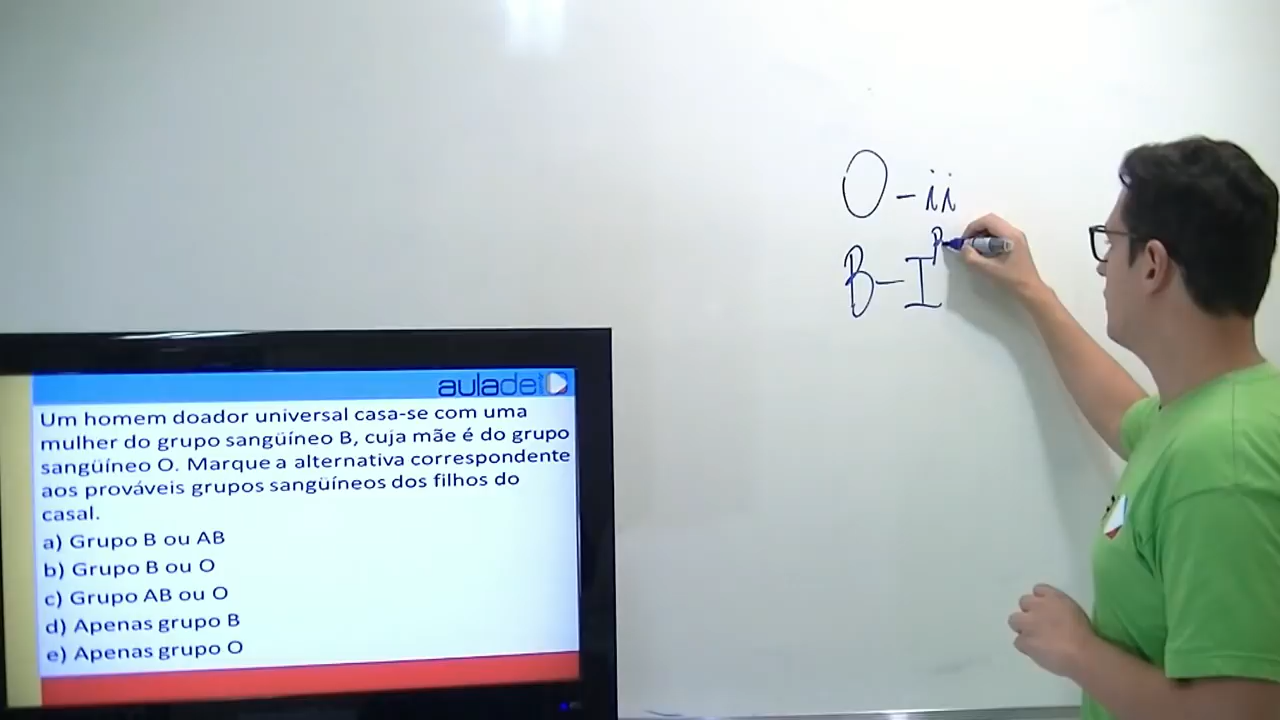 O - ii
B - I^B
auladetO
Um homem doador universal casa-se com uma
mulher do grupo sangüíneo B, cuja mãe é do grupo
sangüíneo O. Marque a alternativa correspondente
aos prováveis grupos sangüíneos dos filhos do
casal.
a) Grupo B ou AB
b) Grupo B ou O
c) Grupo AB ou O
d) Apenas grupo B
e) Apenas grupo O